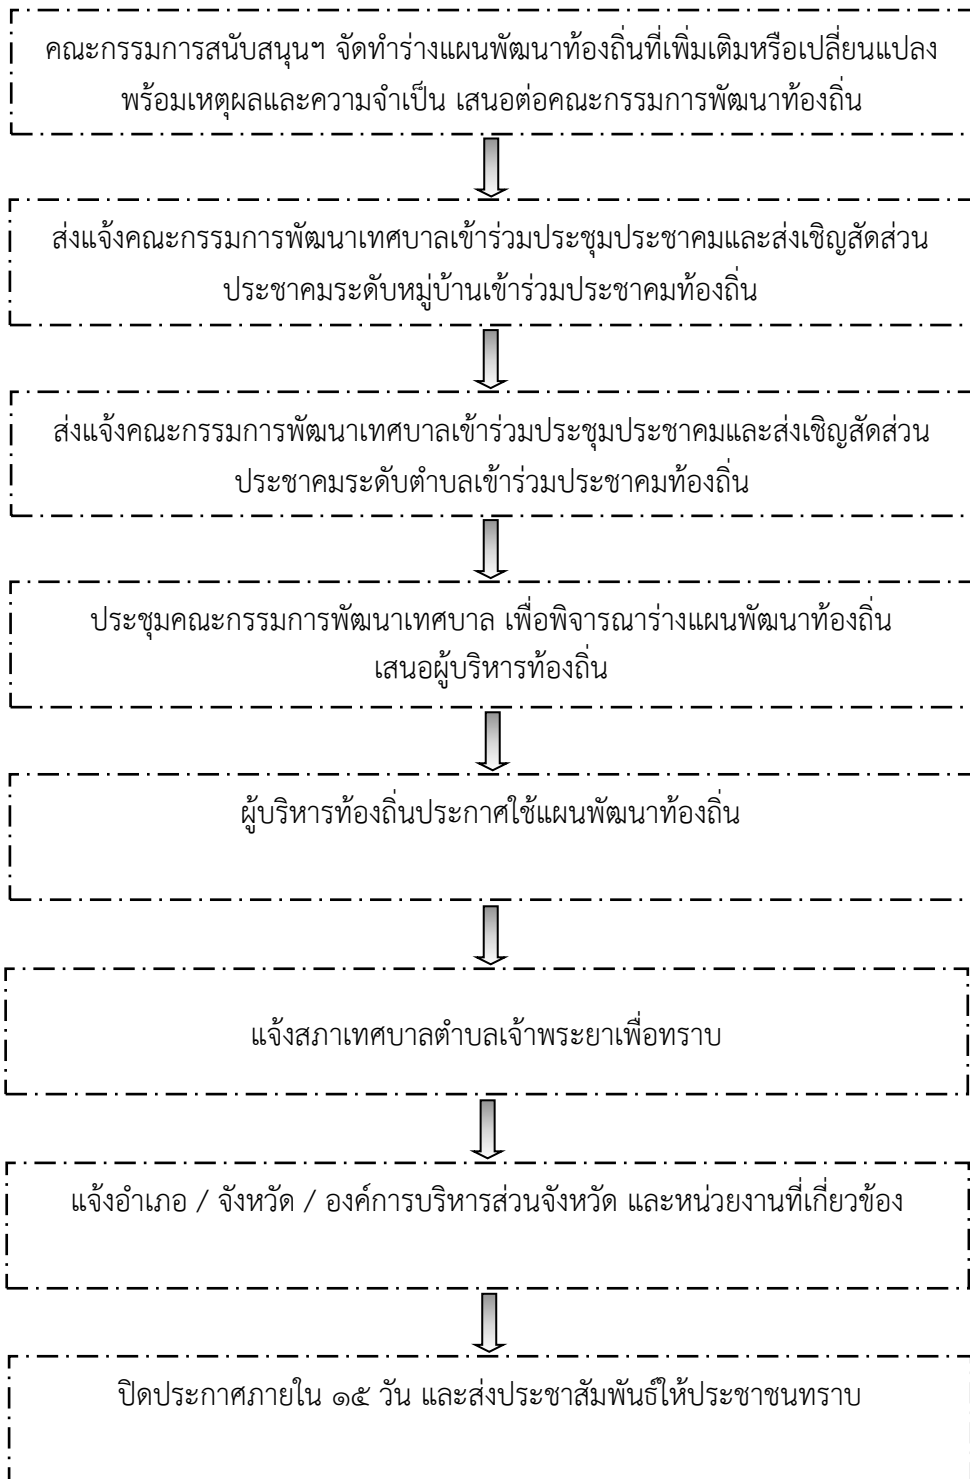 คณะกรรมการสนับสนุนฯ จัดทำร่างแผนพัฒนาท้องถิ่นที่เพิ่มเติมหรือเปลี่ยนแปลง
พร้อมเหตุผลและความจำเป็น เสนอต่อคณะกรรมการพัฒนาท้องถิ่น
ส่งแจ้งคณะกรรมการพัฒนาเทศบาลเข้าร่วมประชุมประชาคมและส่งเชิญสัดส่วน
ประชาคมระดับหมู่บ้านเข้าร่วมประชาคมท้องถิ่น
ส่งแจ้งคณะกรรมการพัฒนาเทศบาลเข้าร่วมประชุมประชาคมและส่งเชิญสัดส่วน
ประชาคมระดับตำบลเข้าร่วมประชาคมท้องถิ่น
ประชุมคณะกรรมการพัฒนาเทศบาล เพื่อพิจารณาร่างแผนพัฒนาท้องถิ่น
เสนอผู้บริหารท้องถิ่น
ผู้บริหารท้องถิ่นประกาศใช้แผนพัฒนาท้องถิ่น
แจ้งสภาเทศบาลตำบลเจ้าพระยาเพื่อทราบ
แจ้งอำเภอ / จังหวัด / องค์การบริหารส่วนจังหวัด และหน่วยงานที่เกี่ยวข้อง
ปิดประกาศภายใน ๑๕ วัน และส่งประชาสัมพันธ์ให้ประชาชนทราบ